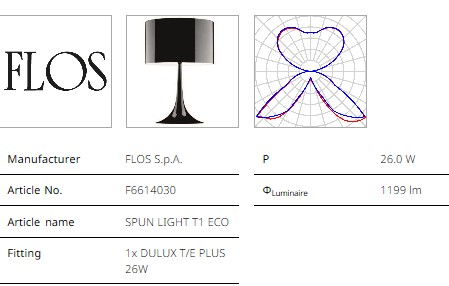 FLOS
Manufacturer FLOS S.p.A.
Article No. F6614030
Article name SPUN LIGHT T1 ECO
Fitting 1x DULUX T/E PLUS
26W
P 26.0 W
ΦLuminaire 1199 lm